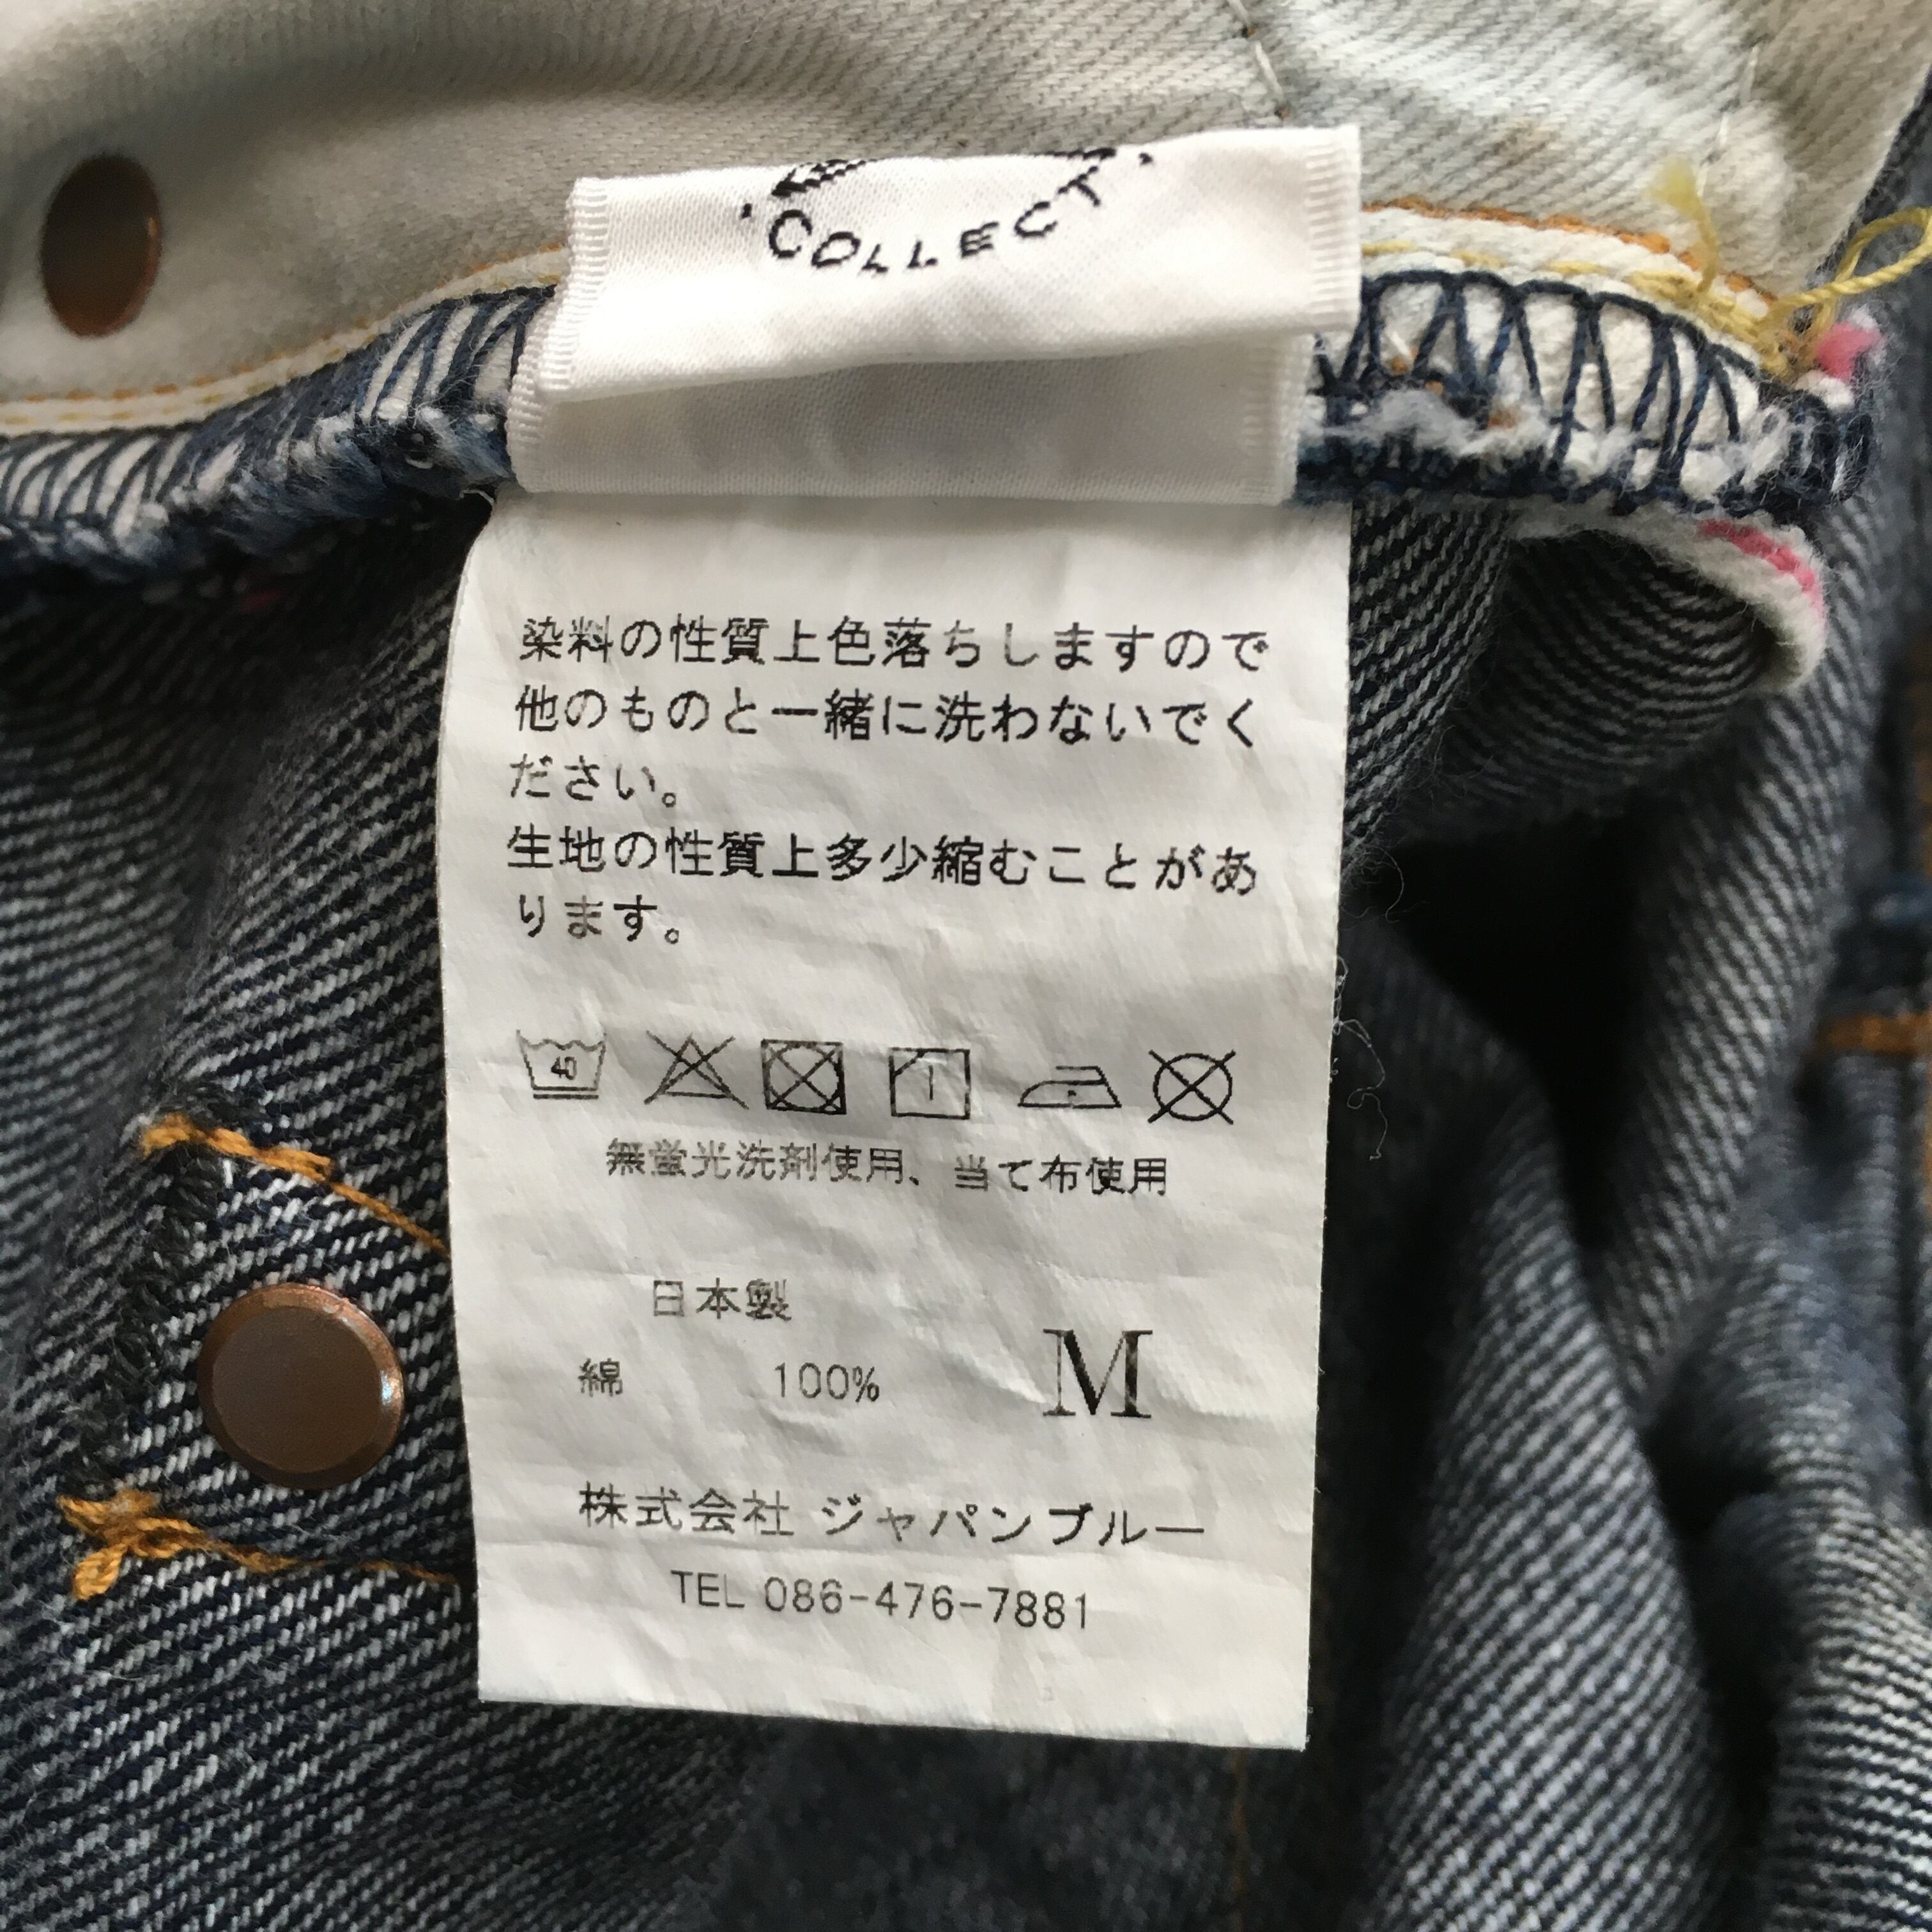 COLLECT
染料の性質上色落ちしますので
他のものと一緒に洗わないでく
ださい。
生地の性質上多少縮むことがあ
ります。
40
無蛍光洗剤使用、当て布使用
日本製
綿 100% M
株式会社 ジャパンブルー
TEL 086-476-7881